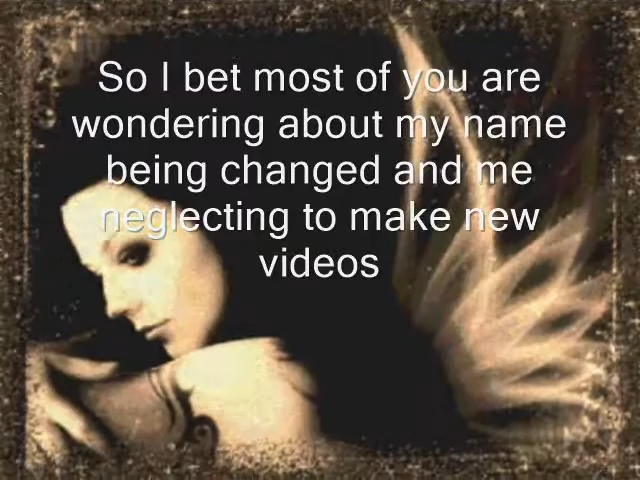 So I bet most of you are
wondering about my name
being changed and me
neglecting to make new
videos